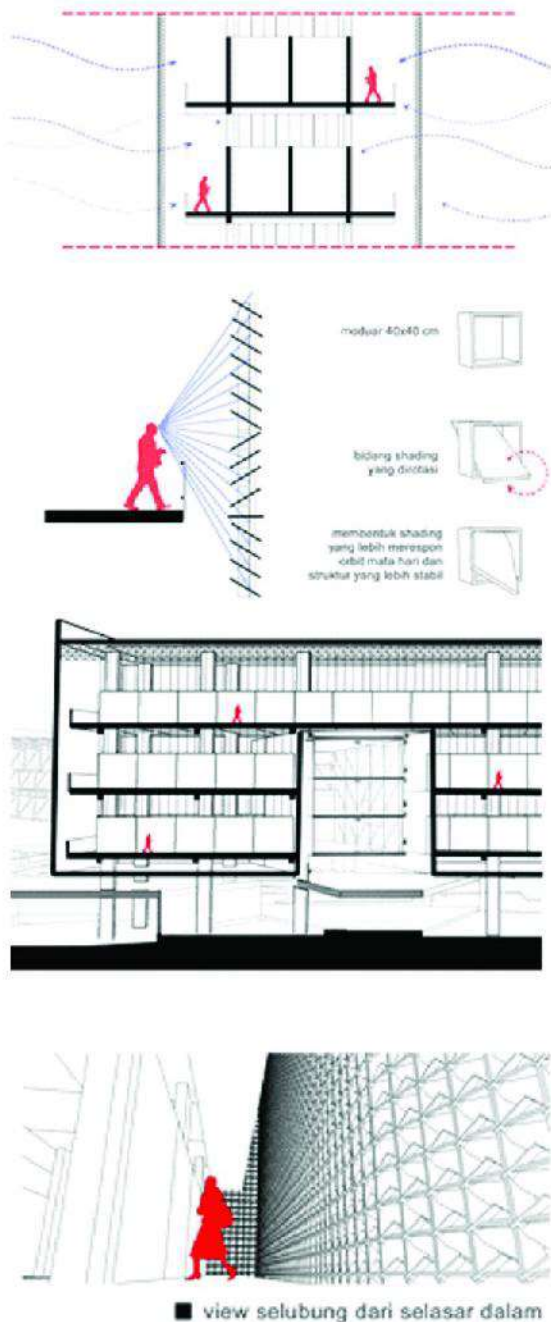 moduar 40x40 cm
bidang shading
yang dirotasi
membentuk shading
yang lebih merespon
orbit mata hari dan
struktur yang lebih stabil
view selubung dari selasar dalam